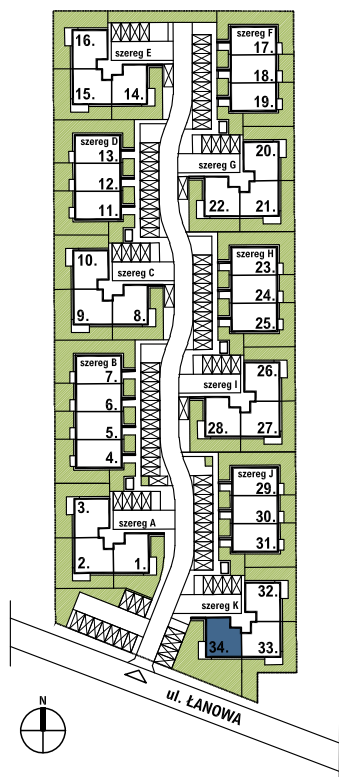 16.
szereg E
15.
14.
szereg F
17.
18.
19.
szereg D
13.
12.
11.
szereg G
20.
22.
21.
10.
szereg C
9.
8.
szereg H
23.
24.
25.
szereg B
7.
6.
5.
4.
26.
szereg I
28.
27.
3.
szereg A
2.
1.
szereg J
29.
30.
31.
32.
szereg K
34.
33.
ul. ŁANOWA
N